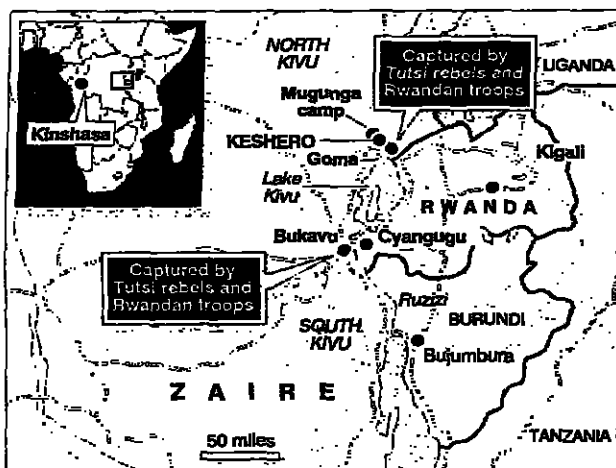 NORTH
KIVU
Captured by
Tutsi rebels and
Rwandan troops
UGANDA
Kinshasa
Mugunga
camp
KESHERO
Goma
Kigali
Lake
Kivu
RWANDA
Bukavu
Cyangugu
Captured by
Tutsi rebels and
Rwandan troops
Ruzizi
SOUTH
KIVU
BURUNDI
Bujumbura
ZAIRE
50 miles
TANZANIA